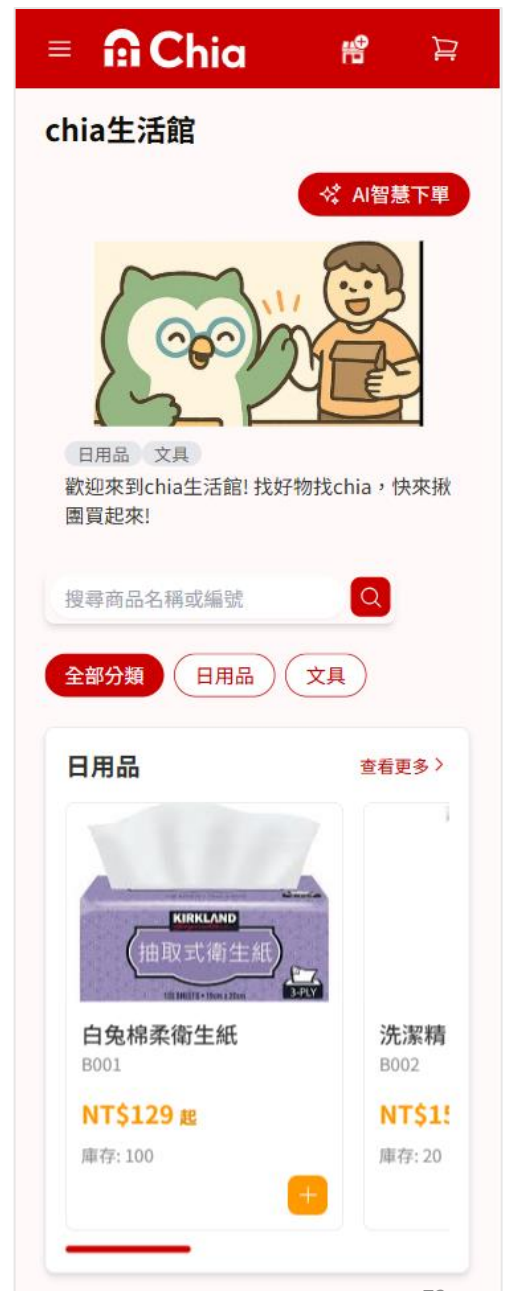 Chia
chia生活館
AI智慧下單
日用品 文具
歡迎來到chia生活館! 找好物找chia，快來揪
團買起來!
搜尋商品名稱或編號
全部分類 日用品 文具
日用品 查看更多
KIRKLAND
抽取式衛生紙
3-PLY
白兔棉柔衛生紙
B001
NT$129 起
庫存: 100
洗潔精
B002
NT$1
庫存: 20